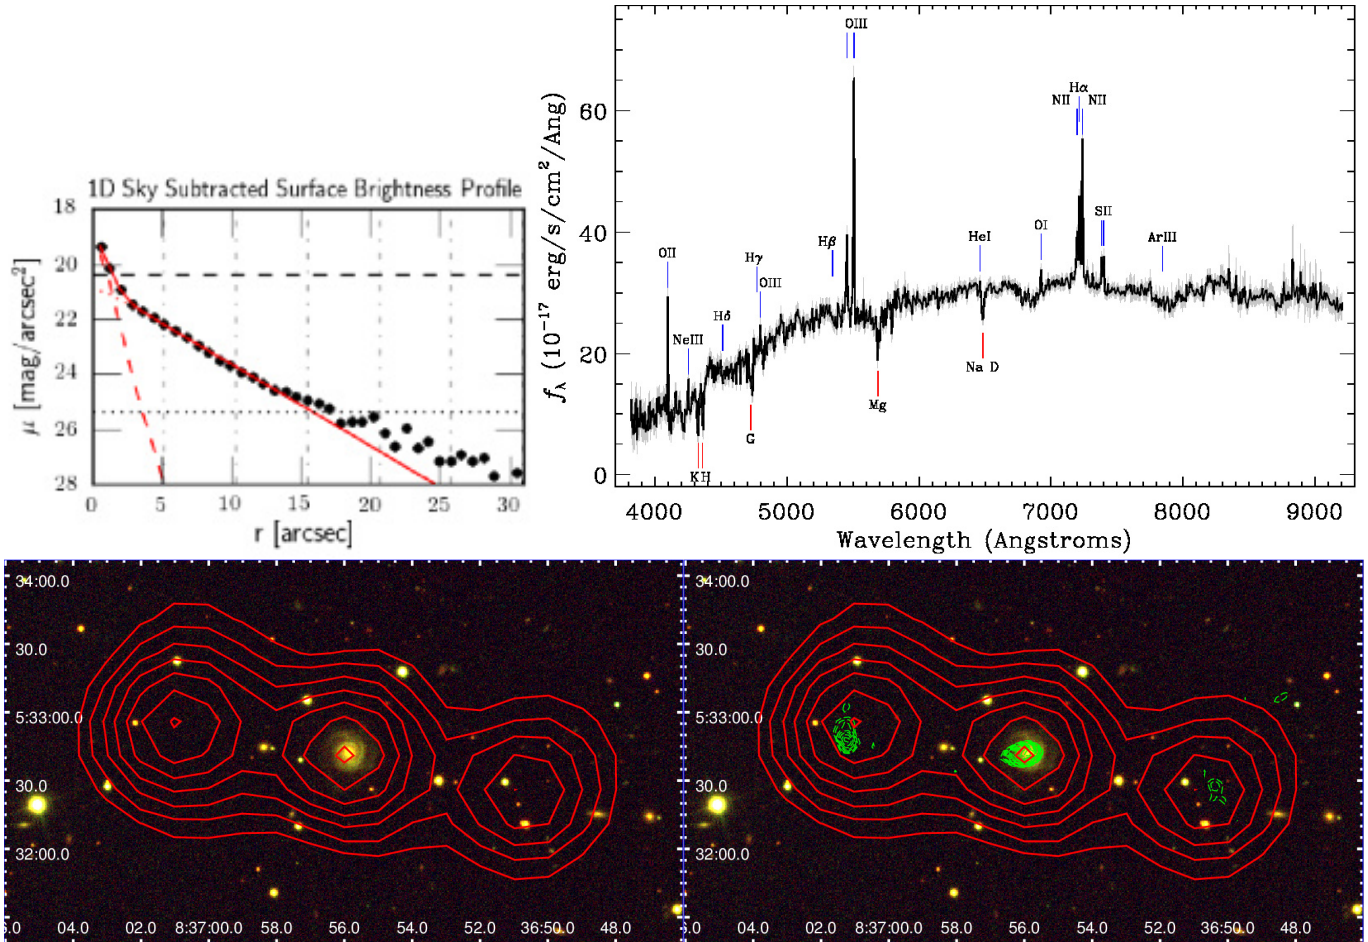 1D Sky Subtracted Surface Brightness Profile
18
20
22
24
26
28
μ [mag/arcsec²]
0 5 10 15 20 25 30
r [arcsec]
OIII
Hα
NII NII
Hβ
OII
Hγ
OIII
HeI
OI
SII
ArIII
NeIII
Hδ
Na D
Mg
G
K H
60
40
20
0
f_λ (10⁻¹⁷ erg/s/cm²/Ang)
4000 5000 6000 7000 8000 9000
Wavelength (Angstroms)
34:00.0
30.0
5:33:00.0
30.0
32:00.0
6.0 04.0 02.0 8:37:00.0 58.0 56.0 54.0 52.0 36:50.0 48.0
34:00.0
30.0
5:33:00.0
30.0
32:00.0
6.0 04.0 02.0 8:37:00.0 58.0 56.0 54.0 52.0 36:50.0 48.0